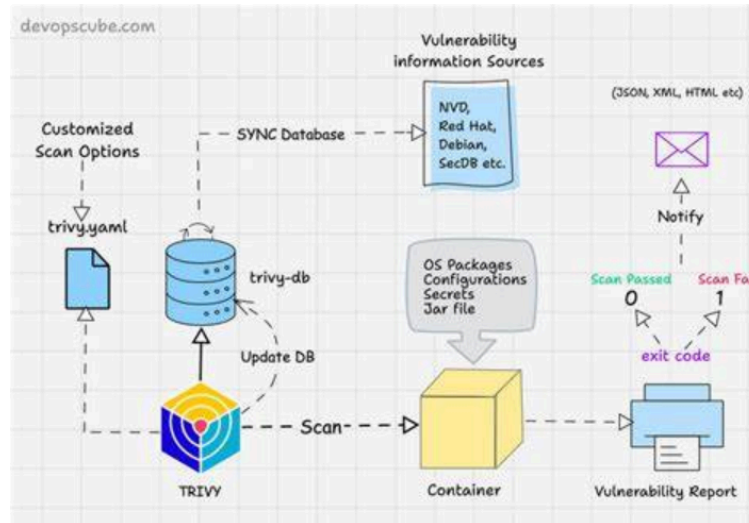 devopscube.com
Vulnerability
information Sources
(JSON, XML, HTML etc)
NVD,
Red Hat,
Debian,
SecDB etc.
Customized
Scan Options
SYNC Database
trivy.yaml
Notify
OS Packages
Configurations
Secrets
Jar file
trivy-db
Scan Passed
0
Scan Fa
1
Update DB
exit code
Scan
TRIVY
Container
Vulnerability Report